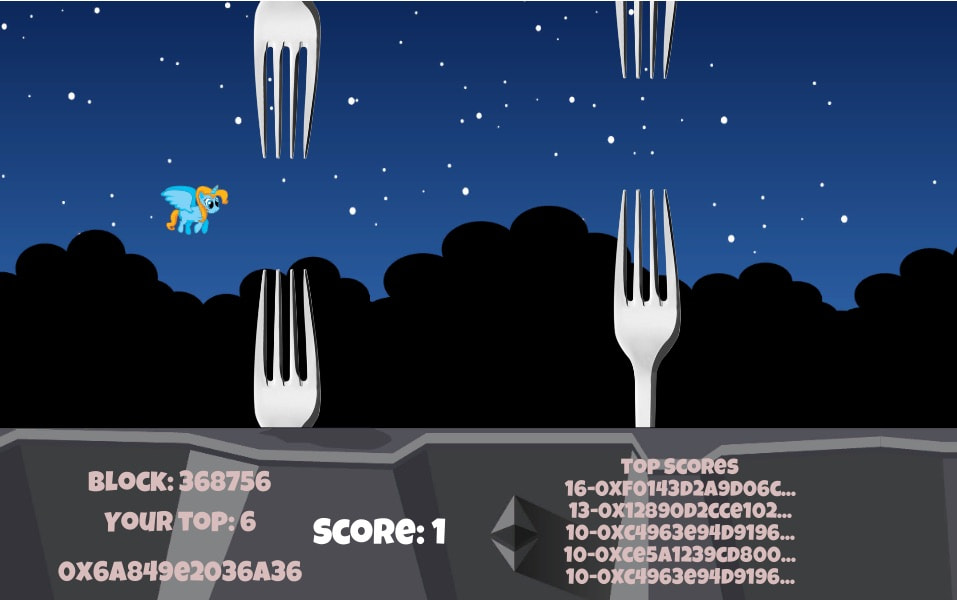 BLOCK: 368756
YOUR TOP: 6
0X6A849e2036A36
SCORE: 1
TOP SCORES
16-0XF0143D2A9D06C...
13-0X12890D2CCe102...
10-0XC4963e94D9196...
10-0XCe5A1239CD800...
10-0XC4963e94D9196...